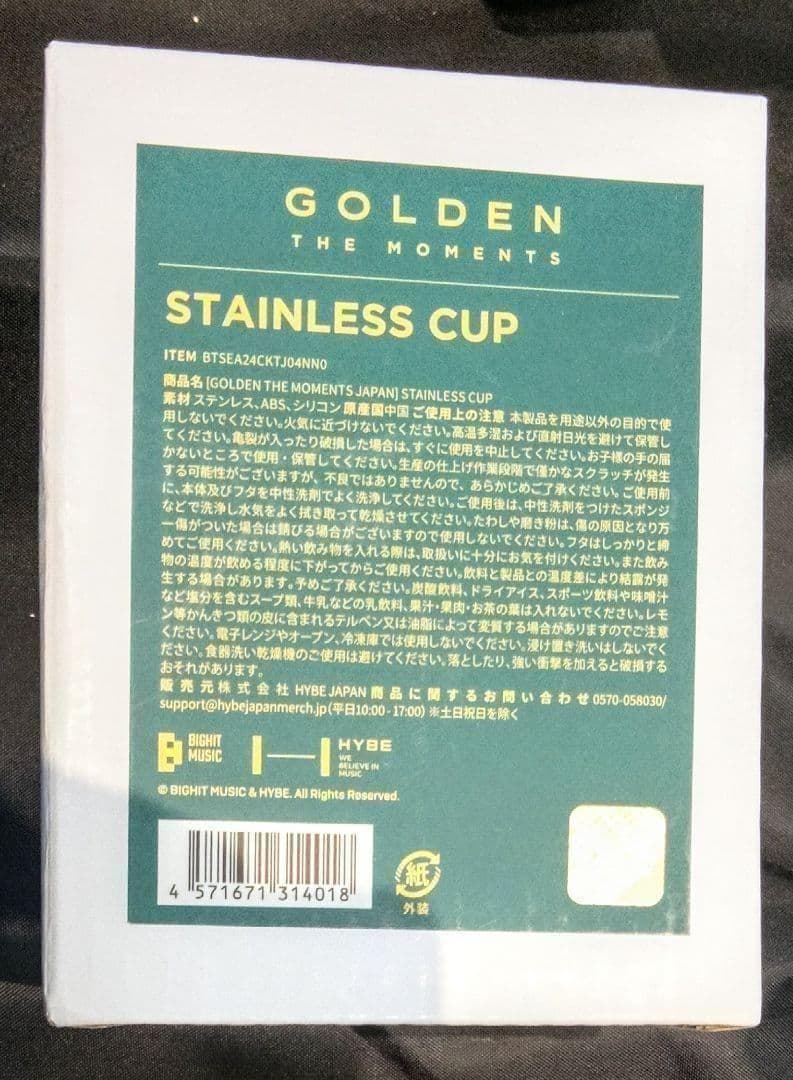 GOLDEN
THE MOMENTS
STAINLESS CUP
ITEM BTSEA24CKTJ04NN0
商品名 [GOLDEN THE MOMENTS JAPAN] STAINLESS CUP
素材 ステンレス、ABS、シリコン 原産国中国 ご使用上の注意 本製品を用途以外の目的で使
用しないでください。火気に近づけないでください。高温多湿および直射日光を避けて保管し
てください。亀裂が入ったり破損した場合は、すぐに使用を中止してください。お子様の手の届
かないところで使用・保管してください。生産の仕上げ作業段階で僅かなスクラッチが発生
する可能性がございますが、不良ではありませんので、あらかじめご了承ください。ご使用前
に、本体及びフタを中性洗剤でよく洗浄してください。ご使用後は、中性洗剤をつけたスポンジ
などで洗浄し水気をよく拭き取って乾燥させてください。たわしや磨き粉は、傷の原因となり万
一傷がついた場合は錆びる場合がございますので使用しないでください。フタはしっかりと締
めてご使用ください。熱い飲み物を入れる際は、取扱いに十分にお気を付けください。また飲み
物の温度が飲める程度に下がってからご使用ください。飲料と製品との温度差により結露が発
生する場合があります。予めご了承ください。炭酸飲料、ドライアイス、スポーツ飲料や味噌汁
など塩分を含むスープ類、牛乳などの乳飲料、果汁・果肉・お茶の葉は入れないでください。レモ
ン等かんきつ類の皮に含まれるテルペン又は油脂によって変質する場合がありますのでご注意
ください。電子レンジやオーブン、冷凍庫では使用しないでください。浸け置き洗いはしないでく
ださい。食器洗い乾燥機のご使用は避けてください。落としたり、強い衝撃を加えると破損する
おそれがあります。
販売元 株式会社 HYBE JAPAN 商品に関するお問い合わせ 0570-058030/
support@hybejapanmerch.jp (平日10:00 - 17:00) ※土日祝日を除く
BIGHIT MUSIC
HYBE
WE BELIEVE IN MUSIC
© BIGHIT MUSIC & HYBE. All Rights Reserved.
4 571671 314018
紙
外装